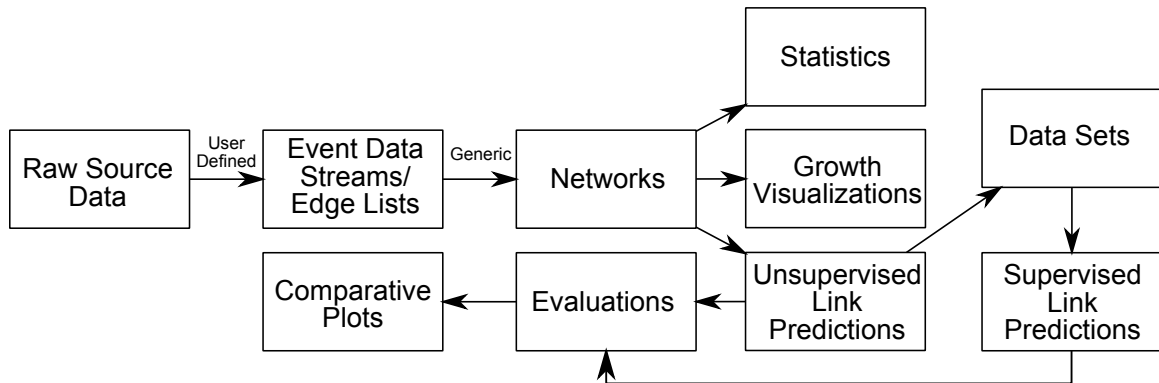 Statistics
Data Sets
Raw Source
Data
User
Defined
Event Data
Streams/
Edge Lists
Generic
Networks
Growth
Visualizations
Comparative
Plots
Evaluations
Unsupervised
Link
Predictions
Supervised
Link
Predictions